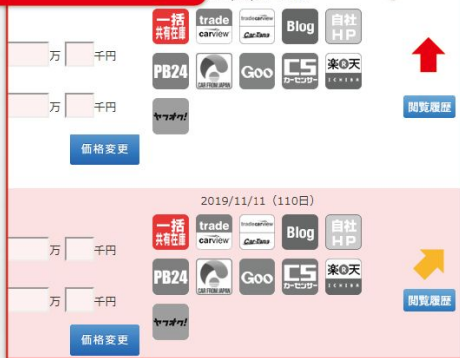 一括 共有在庫
trade carview
tradecarview Car-Tana
Blog
自社 HP
万 千円
PB24
CAR FROM JAPAN
Goo
CS カーセンサー
楽天 ICHIBA
万 千円
ヤフオク!
閲覧履歴
価格変更
2019/11/11（110日）
一括 共有在庫
trade carview
tradecarview Car-Tana
Blog
自社 HP
万 千円
PB24
CAR FROM JAPAN
Goo
CS カーセンサー
楽天 ICHIBA
万 千円
閲覧履歴
ヤフオク!
価格変更